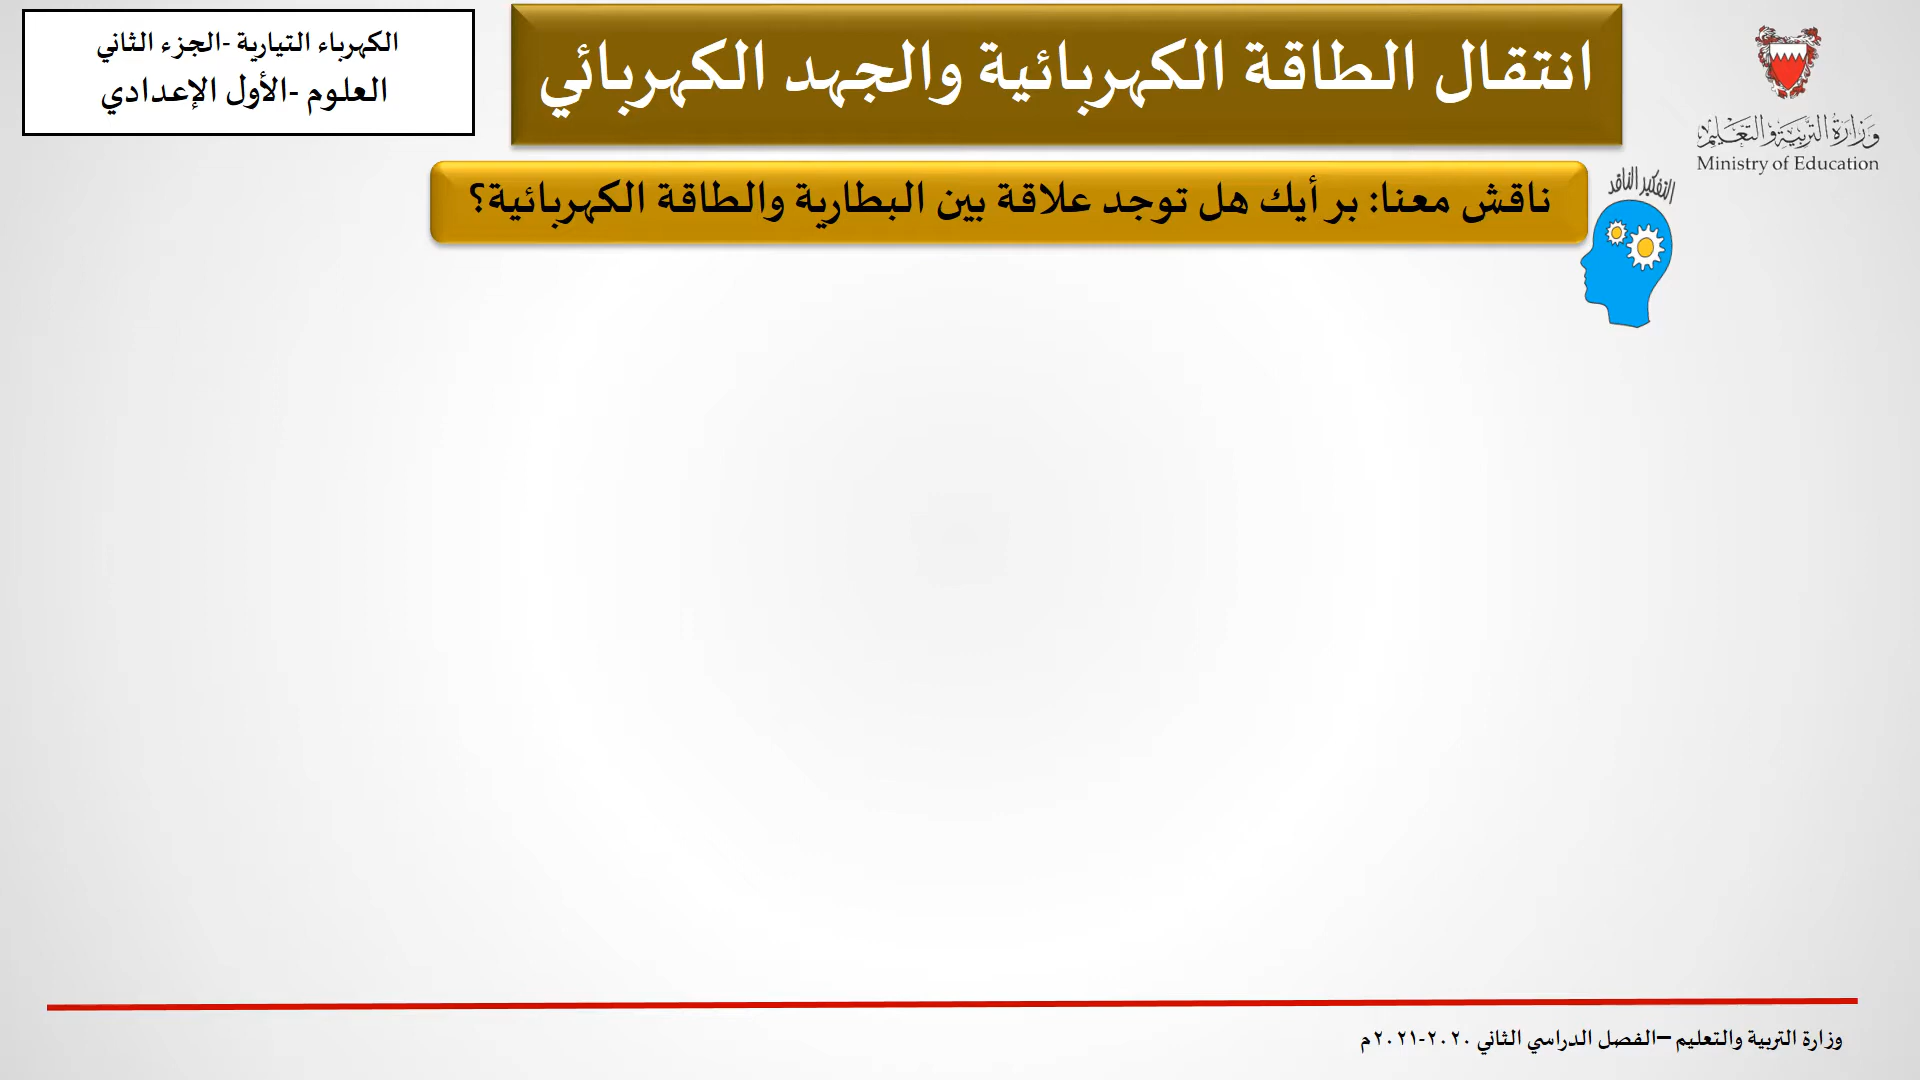 انتقال الطاقة الكهربائية والجهد الكهربائي
الكهرباء التيارية -الجزء الثاني
العلوم -الأول الإعدادي
وزارة التربية والتعليم
Ministry of Education
التفكير الناقد
ناقش معنا: بر أيك هل توجد علاقة بين البطارية والطاقة الكهربائية؟
وزارة التربية والتعليم –الفصل الدراسي الثاني ٢٠٢٠-٢٠٢١م